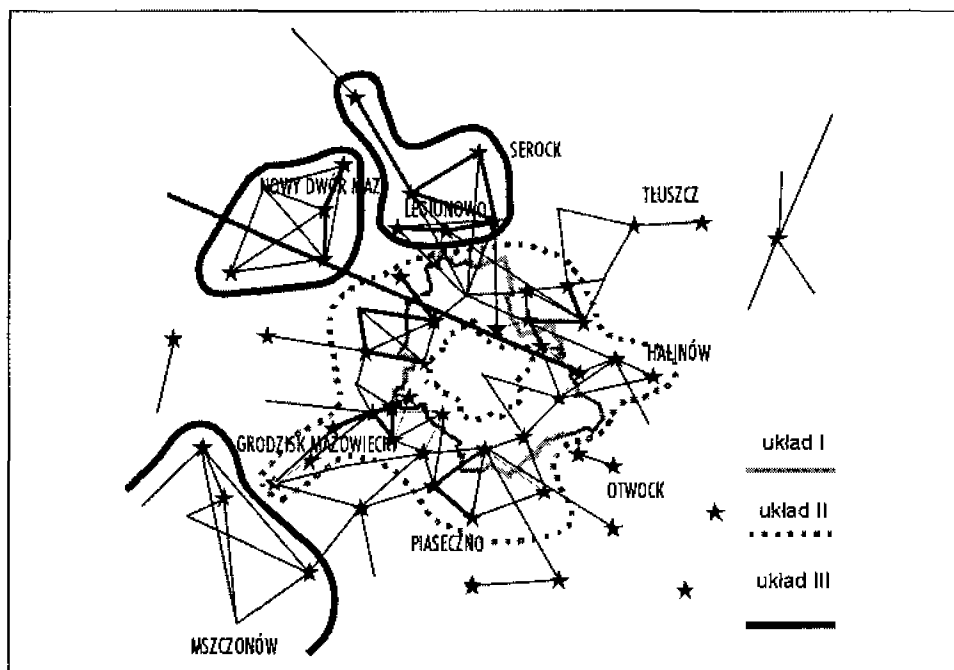 SEROCK
NOWY DWÓR MAZ.
LEGIONOWO
TŁUSZCZ
HALINÓW
GRODZISK MAZOWIECKI
układ I
OTWOCK
układ II
PIASECZNO
układ III
MSZCZONÓW